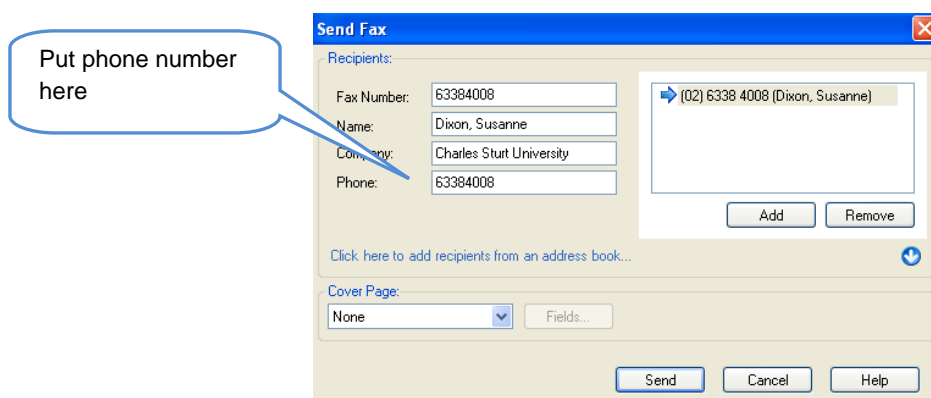 Put phone number
here
Send Fax
Recipients:
Fax Number: 63384008
Name: Dixon, Susanne
Company: Charles Sturt University
Phone: 63384008
(02) 6338 4008 (Dixon, Susanne)
Add Remove
Click here to add recipients from an address book...
Cover Page:
None Fields...
Send Cancel Help